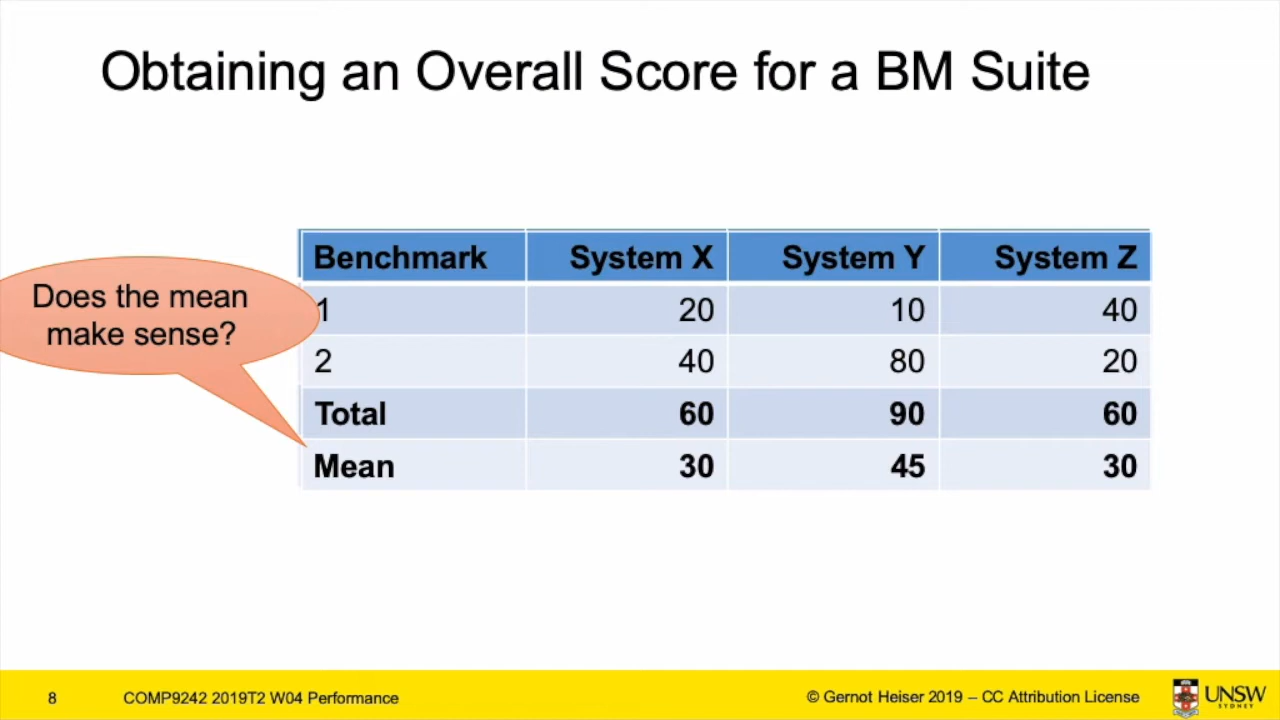 Obtaining an Overall Score for a BM Suite
Does the mean
make sense?
Benchmark System X System Y System Z
1 20 10 40
2 40 80 20
Total 60 90 60
Mean 30 45 30
8 COMP9242 2019T2 W04 Performance © Gernot Heiser 2019 – CC Attribution License UNSW
SYDNEY